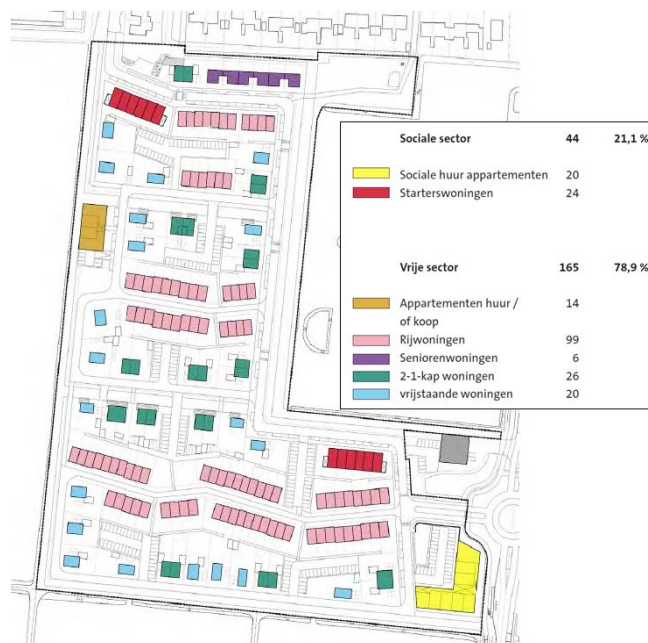 Sociale sector 44 21,1 %
Sociale huur appartementen 20
Starterswoningen 24
Vrije sector 165 78,9 %
Appartementen huur / 14
of koop
Rijwoningen 99
Seniorenwoningen 6
2-1-kap woningen 26
vrijstaande woningen 20